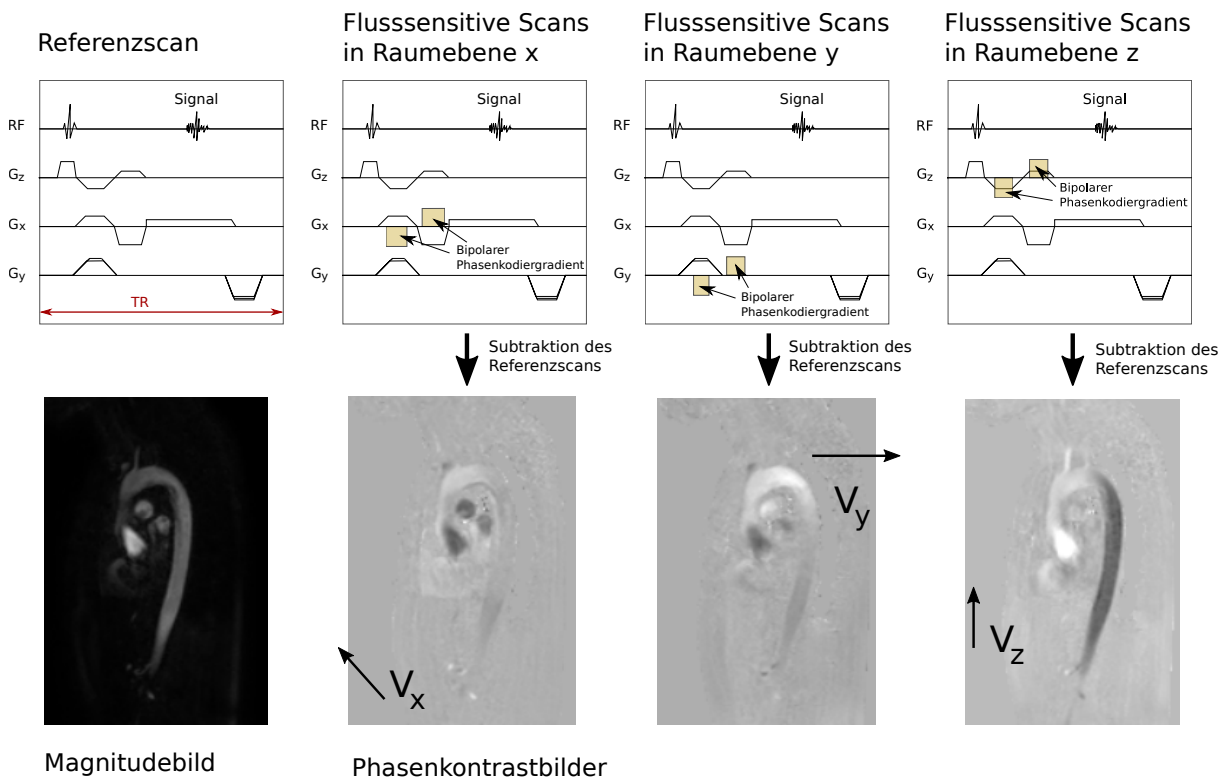 Referenzscan
Flusssensitive Scans
in Raumebene x
Flusssensitive Scans
in Raumebene y
Flusssensitive Scans
in Raumebene z
Signal
RF
Gz
Gx
Gy
TR
Signal
RF
Gz
Gx
Gy
Bipolarer
Phasenkodiergradient
Signal
RF
Gz
Gx
Gy
Bipolarer
Phasenkodiergradient
Signal
RF
Gz
Gx
Gy
Bipolarer
Phasenkodiergradient
Subtraktion des
Referenzscans
Subtraktion des
Referenzscans
Subtraktion des
Referenzscans
Vx
Vy
Vz
Magnitudebild
Phasenkontrastbilder